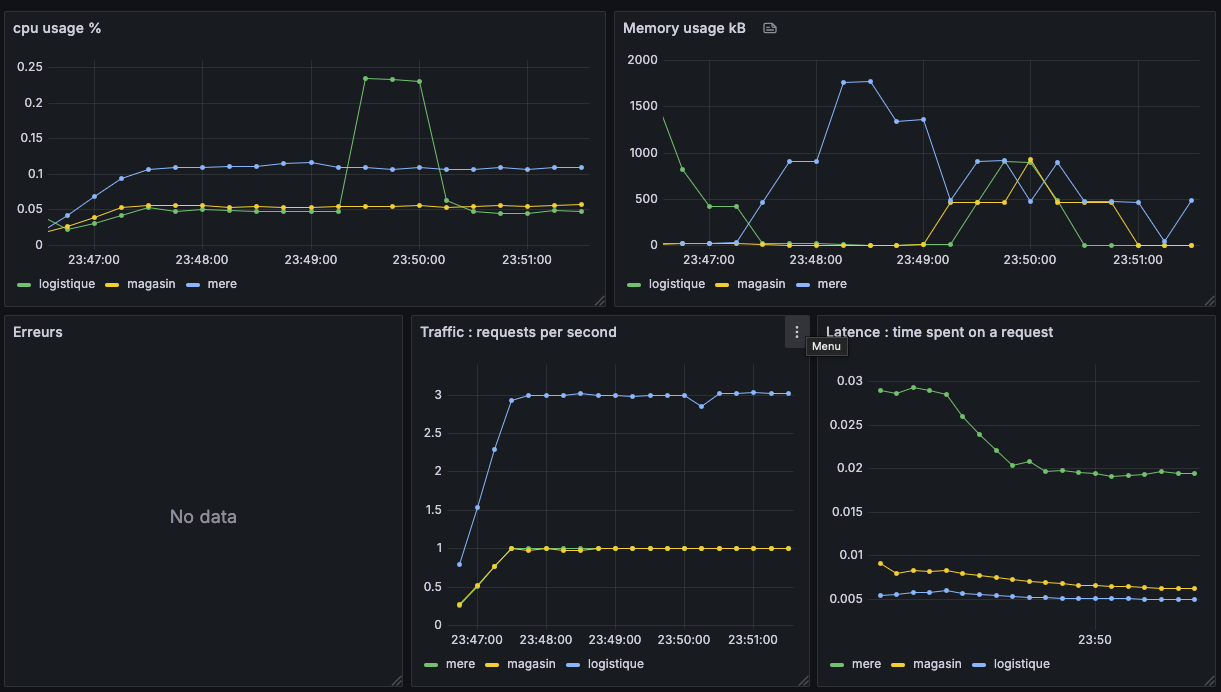 cpu usage %
0.25
0.2
0.15
0.1
0.05
0
23:47:00 23:48:00 23:49:00 23:50:00 23:51:00
logistique magasin mere
Memory usage kB
2000
1500
1000
500
0
23:47:00 23:48:00 23:49:00 23:50:00 23:51:00
logistique magasin mere
Erreurs
No data
Traffic : requests per second
Menu
3
2.5
2
1.5
1
0.5
0
23:47:00 23:48:00 23:49:00 23:50:00 23:51:00
mere magasin logistique
Latence : time spent on a request
0.03
0.025
0.02
0.015
0.01
0.005
23:50
mere magasin logistique